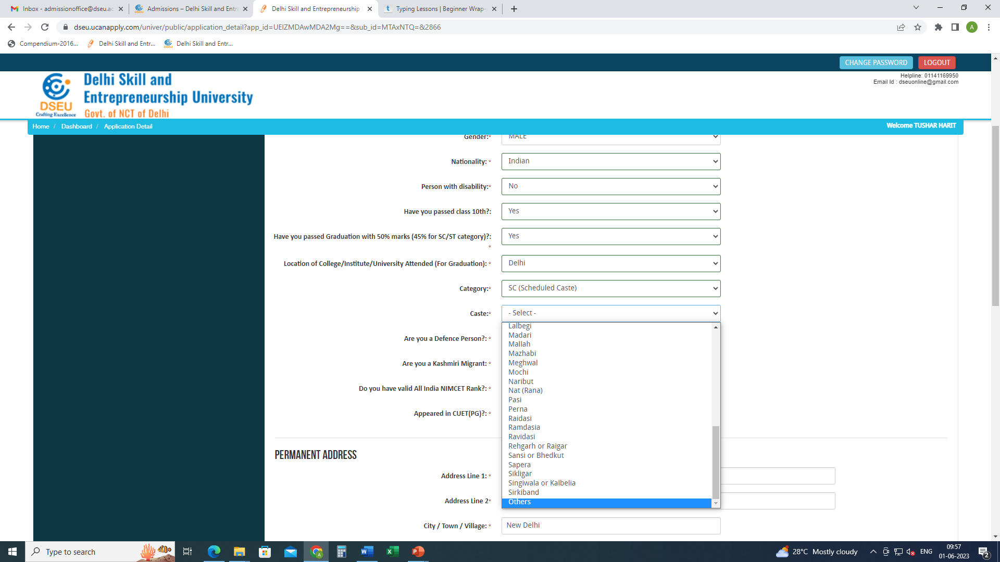 Inbox - admissionoffice@dseu.ac
Admissions – Delhi Skill and Entr
Delhi Skill and Entrepreneurship
Typing Lessons | Beginner Wrap-
dseu.ucanapply.com/univer/public/application_detail?app_id=UEIZMDAwMDA2Mg==&sub_id=MTAxNTQ=&2866
A
Compendium-2016...
Delhi Skill and Entr...
Delhi Skill and Entr...
CHANGE PASSWORD
LOGOUT
Helpline: 01141169950
Email Id : dseuonline@gmail.com
DSEU
Crafting Excellence
Delhi Skill and
Entrepreneurship University
Govt. of NCT of Delhi
Home / Dashboard / Application Detail
Welcome TUSHAR HARIT
Gender:* MALE
Nationality: * Indian
Person with disability:* No
Have you passed class 10th?: Yes
Have you passed Graduation with 50% marks (45% for SC/ST category)?: Yes
*
Location of College/Institute/University Attended (For Graduation): * Delhi
Category:* SC (Scheduled Caste)
Caste:* - Select -
Lalbegi
Madari
Mallah
Mazhabi
Meghwal
Mochi
Naribut
Nat (Rana)
Pasi
Perna
Raidasi
Ramdasia
Ravidasi
Rehgarh or Raigar
Sansi or Bhedkut
Sapera
Sikligar
Singiwala or Kalbelia
Sirkiband
Others
Are you a Defence Person?: *
Are you a Kashmiri Migrant: *
Do you have valid All India NIMCET Rank?: *
Appeared in CUET(PG)?: *
PERMANENT ADDRESS
Address Line 1: *
Address Line 2*
City / Town / Village: * New Delhi
Type to search
28°C Mostly cloudy
ENG
09:57
01-06-2023
2